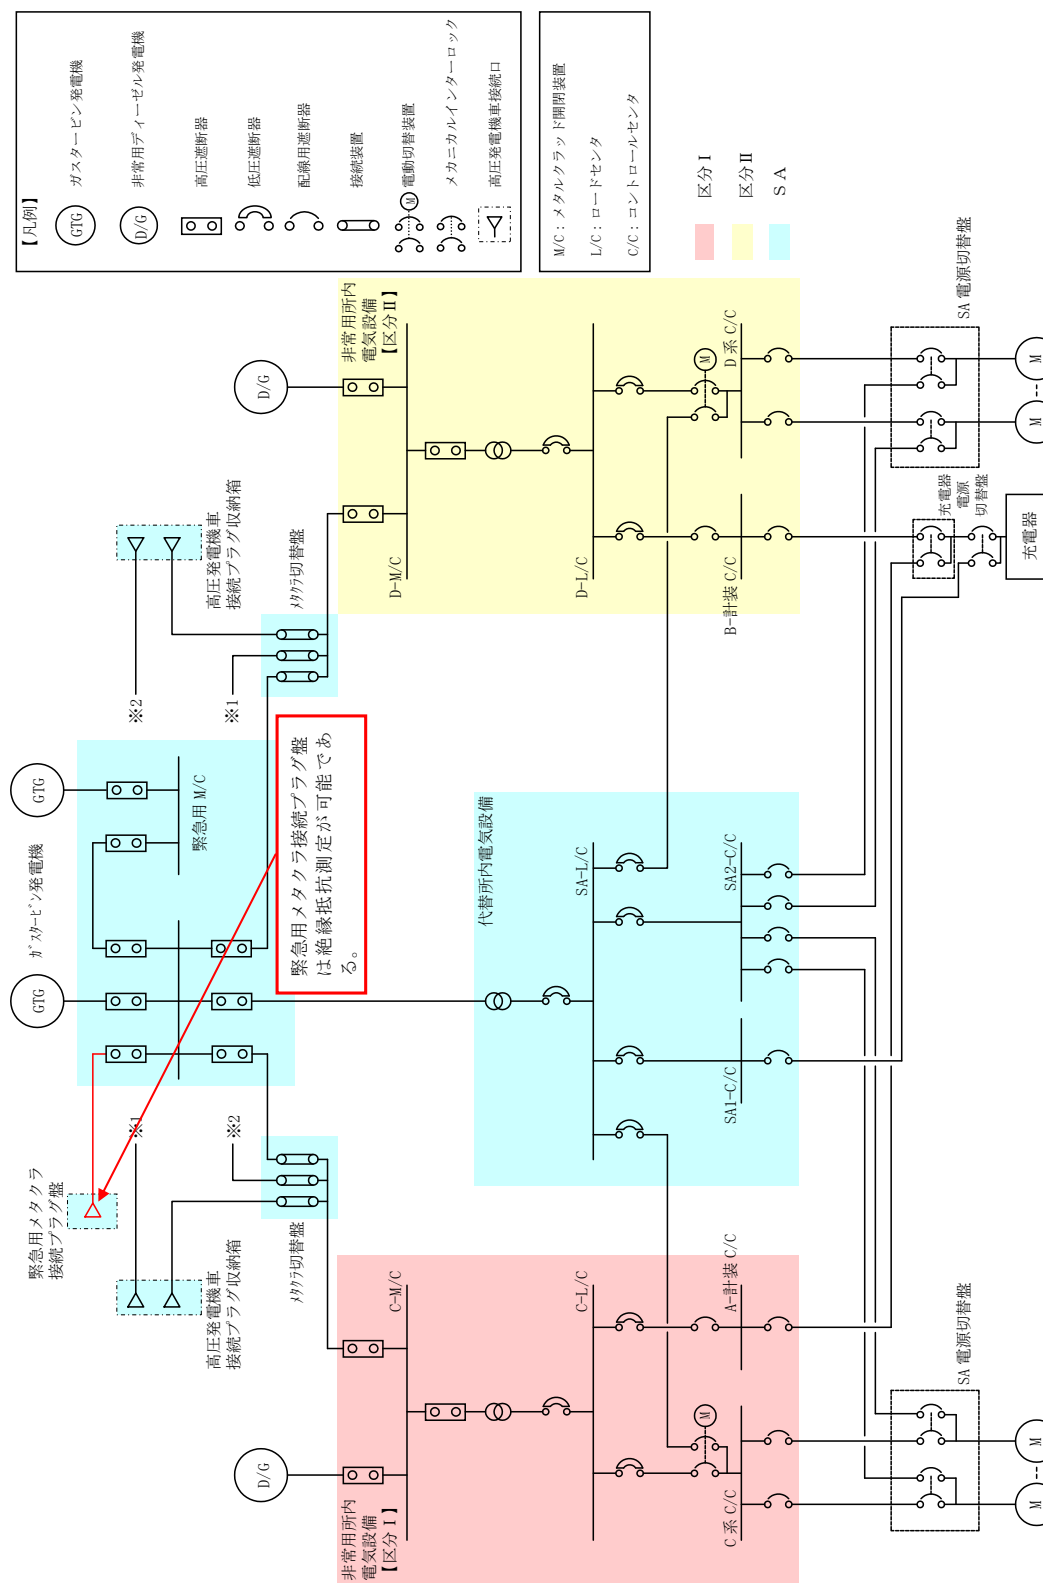 【凡例】
GTG
ガスタービン発電機
D/G
非常用ディーゼル発電機
高圧遮断器
低圧遮断器
配線用遮断器
接続装置
M
電動切替装置
メカニカルインターロック
高圧発電機車接続口
M/C：メタルクラッド開閉装置
L/C：ロードセンタ
C/C：コントロールセンタ
区分Ⅰ
区分Ⅱ
ＳＡ
緊急用メタクラ
接続プラグ盤
GTG
ｶﾞｽﾀｰﾋﾞﾝ発電機
GTG
緊急用 M/C
※1
※2
高圧発電機車
接続プラグ収納箱
ﾒﾀｸﾗ切替盤
※2
※1
高圧発電機車
接続プラグ収納箱
ﾒﾀｸﾗ切替盤
緊急用メタクラ接続プラグ盤
は絶縁抵抗測定が可能であ
る。
D/G
非常用所内
電気設備
【区分Ⅰ】
C-M/C
C-L/C
M
C系 C/C
A-計装 C/C
代替所内電気設備
SA-L/C
SA1-C/C
SA2-C/C
D/G
非常用所内
電気設備
【区分Ⅱ】
D-M/C
D-L/C
M
B-計装 C/C
D系 C/C
SA 電源切替盤
M
M
充電器
電源
切替盤
充電器
SA 電源切替盤
M
M